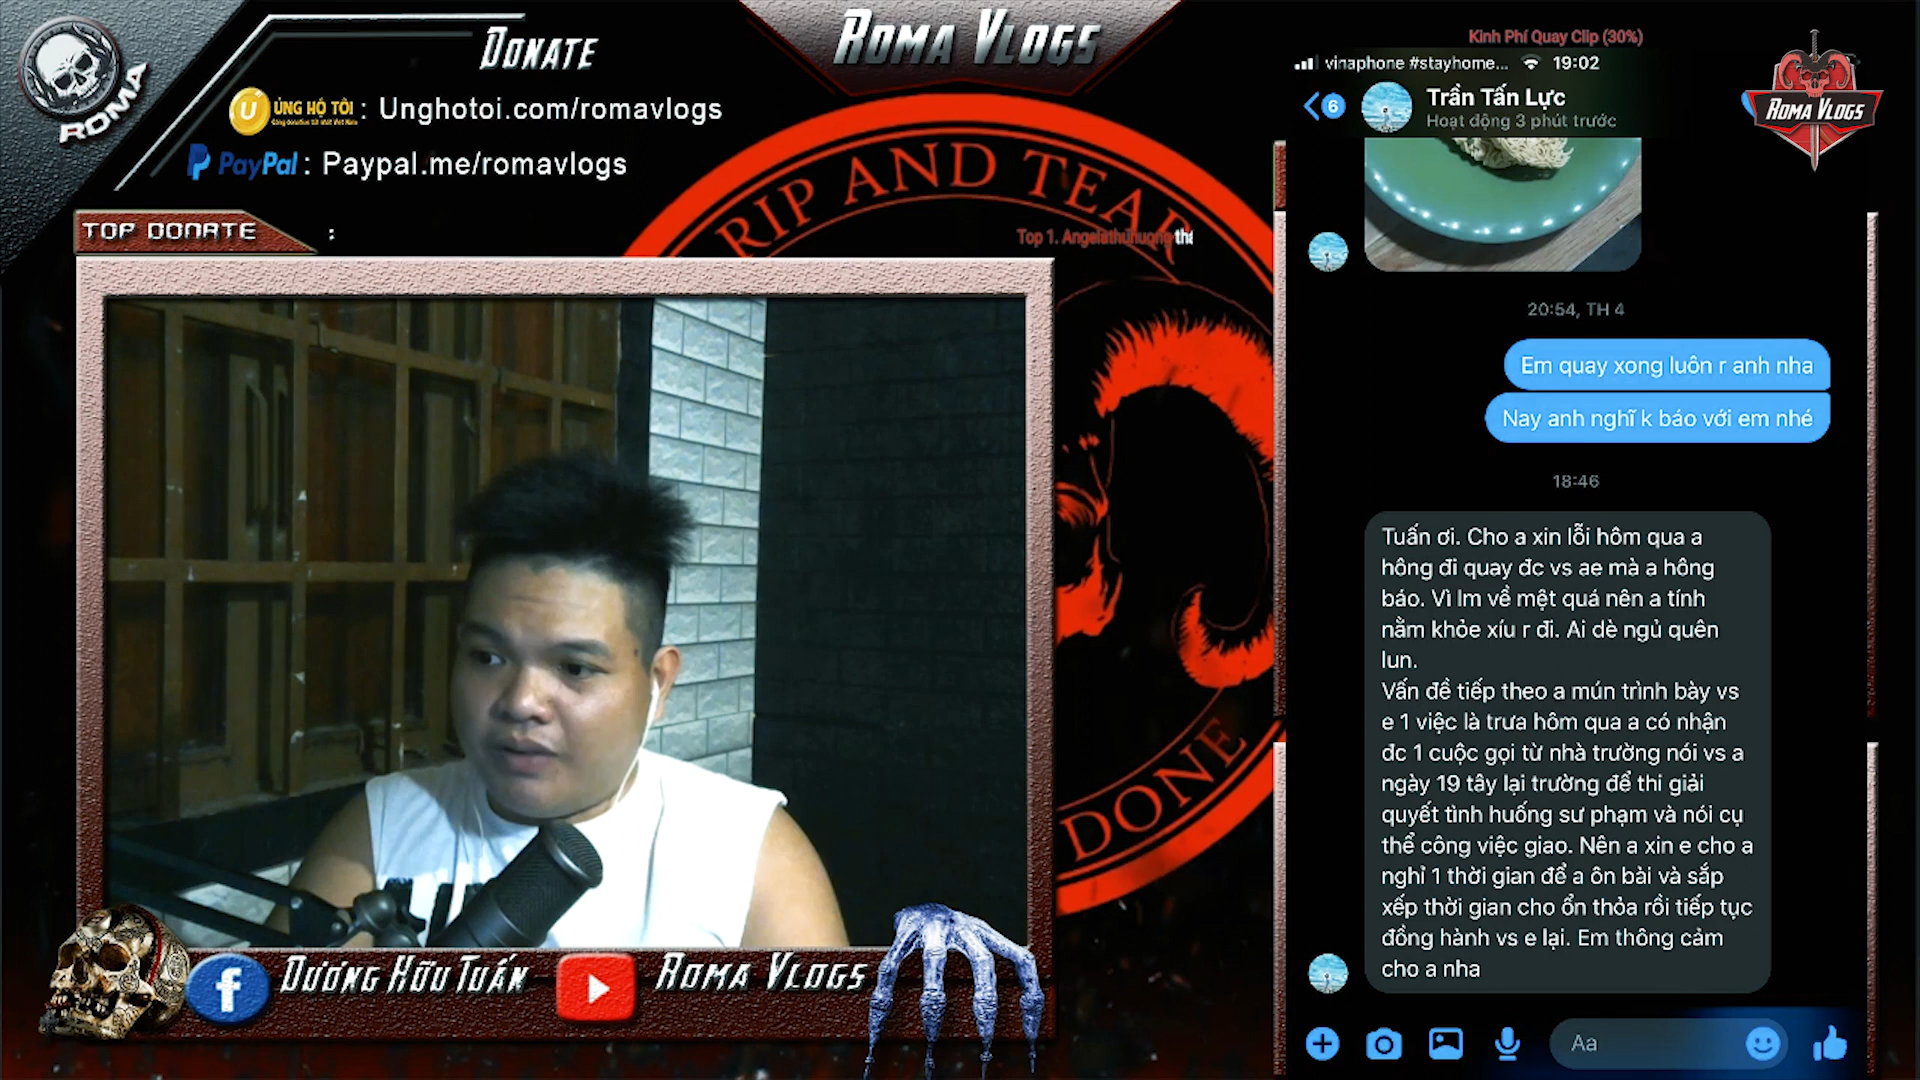 ROMA
DONATE
ỦNG HỘ TÔI : Unghotoi.com/romavlogs
PayPal : Paypal.me/romavlogs
TOP DONATE :
ROMA VLOGS
RIP AND TEAR
Top 1. Angelathuhuong thá
DONE
DƯƠNG HỮU TUẤN
ROMA VLOGS
Kinh Phí Quay Clip (30%)
vinaphone #stayhome... 19:02
6
Trần Tấn Lực
Hoạt động 3 phút trước
ROMA VLOGS
20:54, TH 4
Em quay xong luôn r anh nha
Nay anh nghĩ k báo với em nhé
18:46
Tuấn ơi. Cho a xin lỗi hôm qua a
hông đi quay đc vs ae mà a hông
báo. Vì lm về mệt quá nên a tính
nằm khỏe xíu r đi. Ai dè ngủ quên
lun.
Vấn đề tiếp theo a mún trình bày vs
e 1 việc là trưa hôm qua a có nhận
đc 1 cuộc gọi từ nhà trường nói vs a
ngày 19 tây lại trường để thi giải
quyết tình huống sư phạm và nói cụ
thể công việc giao. Nên a xin e cho a
nghỉ 1 thời gian để a ôn bài và sắp
xếp thời gian cho ổn thỏa rồi tiếp tục
đồng hành vs e lại. Em thông cảm
cho a nha
Aa